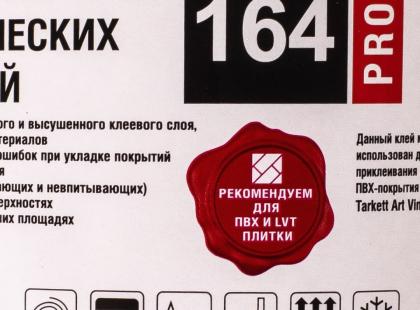 ЕСКИХ
Й
164
PRO
ого и высушенного клеевого слоя,
териалов
ошибок при укладке покрытий
ющих и невпитывающих)
ерхностях
них площадях
РЕКОМЕНДУЕМ
ДЛЯ
ПВХ И LVT
ПЛИТКИ
Данный клей
использован
приклеивания
ПВХ-покрытия
Tarkett Art Vin